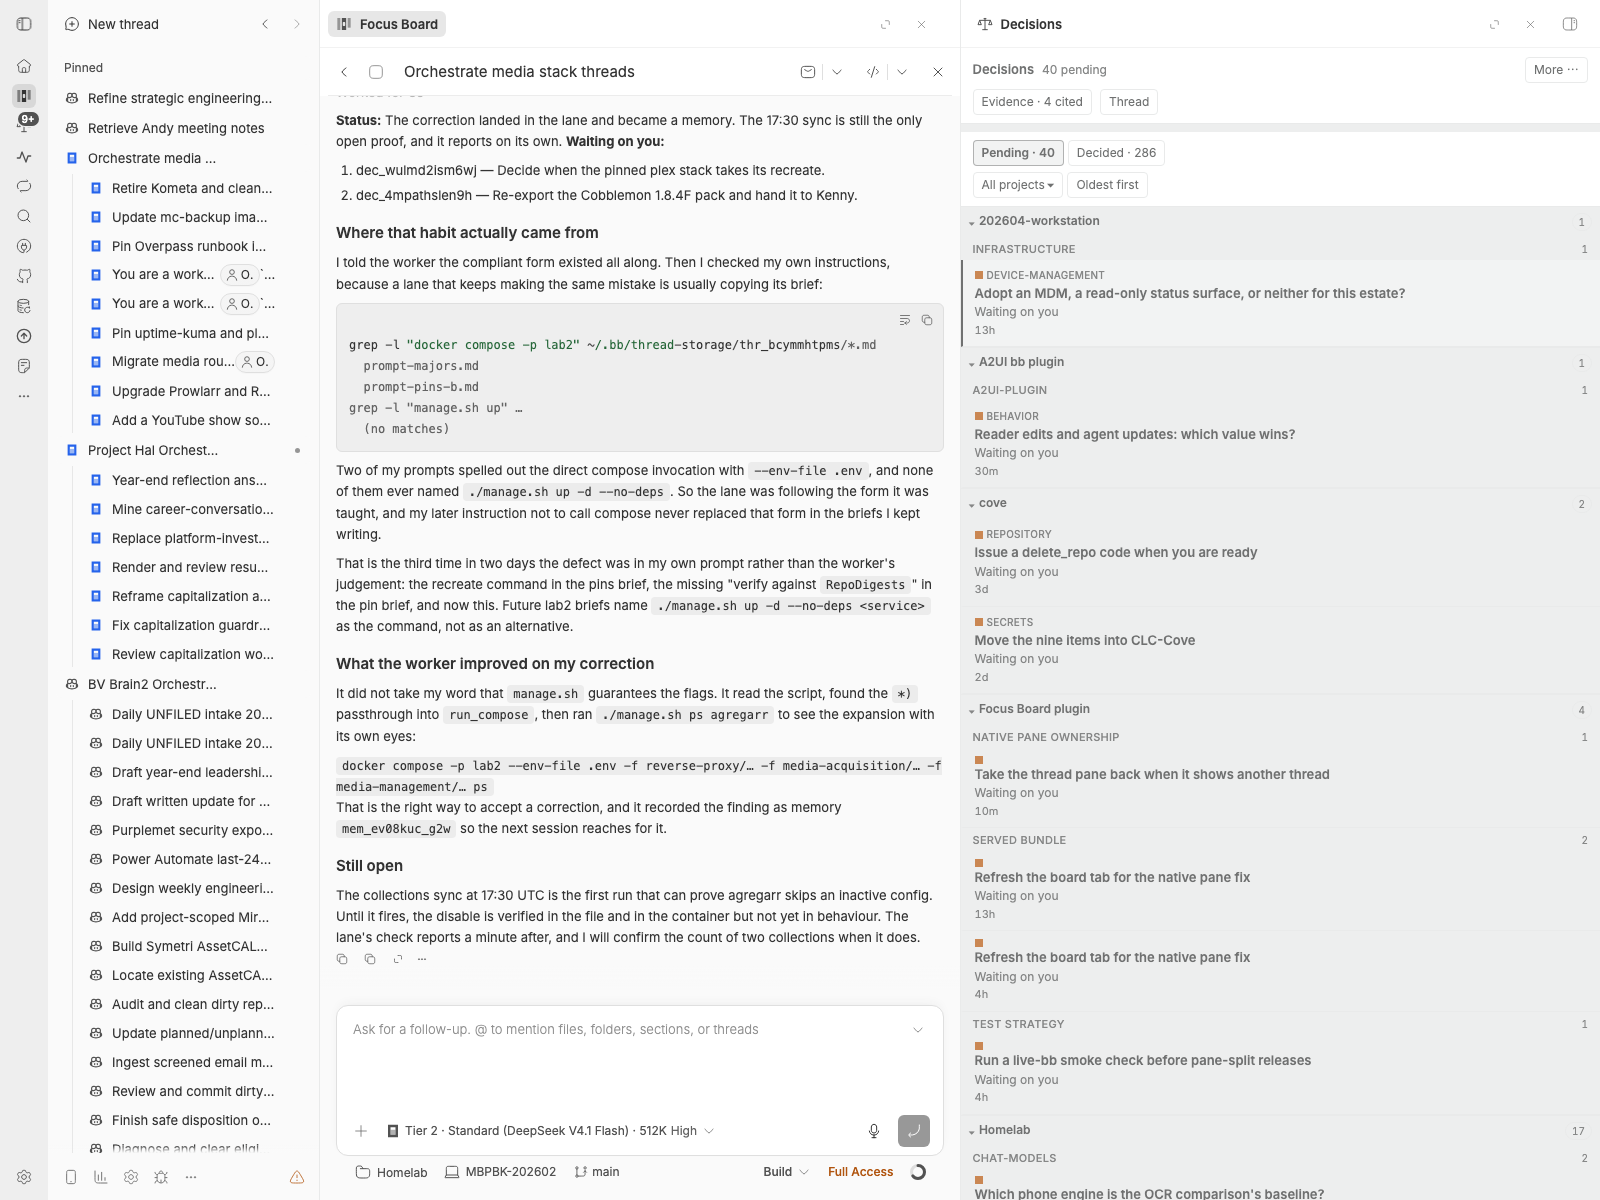 New thread
Pinned
Refine strategic engineering...
Retrieve Andy meeting notes
Orchestrate media ...
Retire Kometa and clean...
Update mc-backup ima...
Pin Overpass runbook i...
You are a work... O. `...
You are a work... O. `...
Pin uptime-kuma and pl...
Migrate media rou... O.
Upgrade Prowlarr and R...
Add a YouTube show so...
Project Hal Orchest...
Year-end reflection ans...
Mine career-conversatio...
Replace platform-invest...
Render and review resu...
Reframe capitalization a...
Fix capitalization guardr...
Review capitalization wo...
BV Brain2 Orchestr...
Daily UNFILED intake 20...
Daily UNFILED intake 20...
Draft year-end leadershi...
Draft written update for ...
Purplemet security expo...
Power Automate last-24...
Design weekly engineeri...
Add project-scoped Mir...
Build Symetri AssetCAL...
Locate existing AssetCA...
Audit and clean dirty rep...
Update planned/unplann...
Ingest screened email m...
Review and commit dirty...
Finish safe disposition o...
Diagnose and clear eligi...
9+
Focus Board
Orchestrate media stack threads
Status: The correction landed in the lane and became a memory. The 17:30 sync is still the only
open proof, and it reports on its own. Waiting on you:
1. dec_wulmd2ism6wj — Decide when the pinned plex stack takes its recreate.
2. dec_4mpathslen9h — Re-export the Cobblemon 1.8.4F pack and hand it to Kenny.
Where that habit actually came from
I told the worker the compliant form existed all along. Then I checked my own instructions,
because a lane that keeps making the same mistake is usually copying its brief:
grep -l "docker compose -p lab2" ~/.bb/thread-storage/thr_bcymmhtpms/*.md
prompt-majors.md
prompt-pins-b.md
grep -l "manage.sh up" …
(no matches)
Two of my prompts spelled out the direct compose invocation with --env-file .env , and none
of them ever named ./manage.sh up -d --no-deps . So the lane was following the form it was
taught, and my later instruction not to call compose never replaced that form in the briefs I kept
writing.
That is the third time in two days the defect was in my own prompt rather than the worker's
judgement: the recreate command in the pins brief, the missing "verify against RepoDigests " in
the pin brief, and now this. Future lab2 briefs name ./manage.sh up -d --no-deps <service>
as the command, not as an alternative.
What the worker improved on my correction
It did not take my word that manage.sh guarantees the flags. It read the script, found the *)
passthrough into run_compose , then ran ./manage.sh ps agregarr to see the expansion with
its own eyes:
docker compose -p lab2 --env-file .env -f reverse-proxy/… -f media-acquisition/… -f
media-management/… ps
That is the right way to accept a correction, and it recorded the finding as memory
mem_ev08kuc_g2w so the next session reaches for it.
Still open
The collections sync at 17:30 UTC is the first run that can prove agregarr skips an inactive config.
Until it fires, the disable is verified in the file and in the container but not yet in behaviour. The
lane's check reports a minute after, and I will confirm the count of two collections when it does.
Ask for a follow-up. @ to mention files, folders, sections, or threads
Tier 2 · Standard (DeepSeek V4.1 Flash) · 512K High
Homelab MBPBK-202602 main Build Full Access
Decisions
Decisions 40 pending More ···
Evidence · 4 cited Thread
Pending · 40 Decided · 286
All projects Oldest first
202604-workstation 1
INFRASTRUCTURE 1
DEVICE-MANAGEMENT
Adopt an MDM, a read-only status surface, or neither for this estate?
Waiting on you
13h
A2UI bb plugin 1
A2UI-PLUGIN 1
BEHAVIOR
Reader edits and agent updates: which value wins?
Waiting on you
30m
cove 2
REPOSITORY
Issue a delete_repo code when you are ready
Waiting on you
3d
SECRETS
Move the nine items into CLC-Cove
Waiting on you
2d
Focus Board plugin 4
NATIVE PANE OWNERSHIP 1
Take the thread pane back when it shows another thread
Waiting on you
10m
SERVED BUNDLE 2
Refresh the board tab for the native pane fix
Waiting on you
13h
Refresh the board tab for the native pane fix
Waiting on you
4h
TEST STRATEGY 1
Run a live-bb smoke check before pane-split releases
Waiting on you
4h
Homelab 17
CHAT-MODELS 2
Which phone engine is the OCR comparison's baseline?